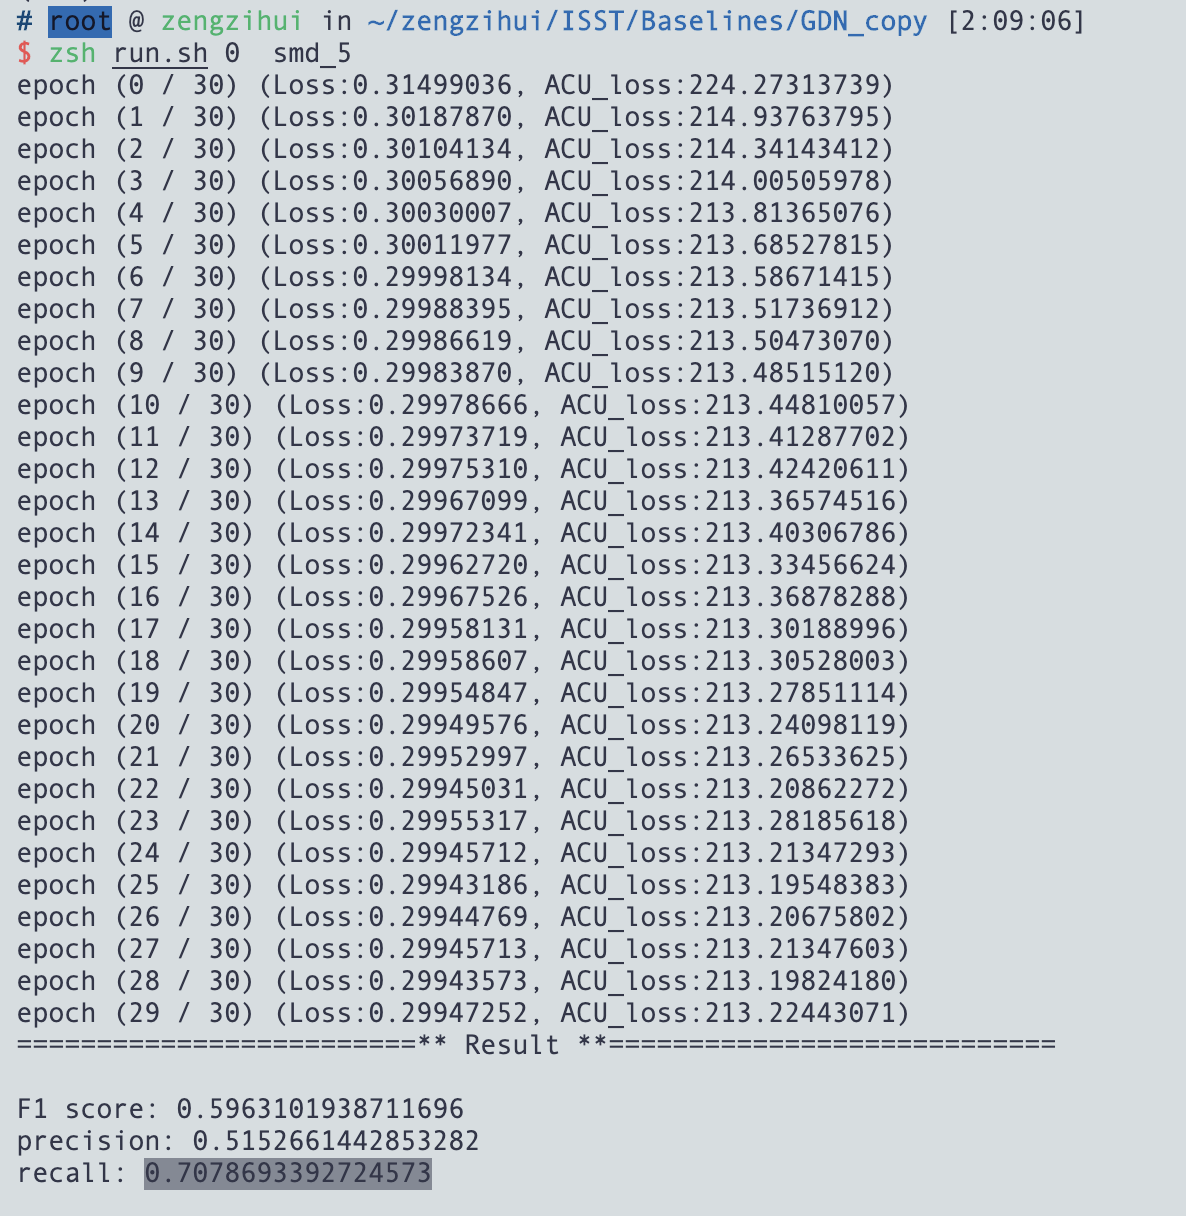 # root @ zengzihui in ~/zengzihui/ISST/Baselines/GDN_copy [2:09:06]
$ zsh run.sh 0  smd_5
epoch (0 / 30) (Loss:0.31499036, ACU_loss:224.27313739)
epoch (1 / 30) (Loss:0.30187870, ACU_loss:214.93763795)
epoch (2 / 30) (Loss:0.30104134, ACU_loss:214.34143412)
epoch (3 / 30) (Loss:0.30056890, ACU_loss:214.00505978)
epoch (4 / 30) (Loss:0.30030007, ACU_loss:213.81365076)
epoch (5 / 30) (Loss:0.30011977, ACU_loss:213.68527815)
epoch (6 / 30) (Loss:0.29998134, ACU_loss:213.58671415)
epoch (7 / 30) (Loss:0.29988395, ACU_loss:213.51736912)
epoch (8 / 30) (Loss:0.29986619, ACU_loss:213.50473070)
epoch (9 / 30) (Loss:0.29983870, ACU_loss:213.48515120)
epoch (10 / 30) (Loss:0.29978666, ACU_loss:213.44810057)
epoch (11 / 30) (Loss:0.29973719, ACU_loss:213.41287702)
epoch (12 / 30) (Loss:0.29975310, ACU_loss:213.42420611)
epoch (13 / 30) (Loss:0.29967099, ACU_loss:213.36574516)
epoch (14 / 30) (Loss:0.29972341, ACU_loss:213.40306786)
epoch (15 / 30) (Loss:0.29962720, ACU_loss:213.33456624)
epoch (16 / 30) (Loss:0.29967526, ACU_loss:213.36878288)
epoch (17 / 30) (Loss:0.29958131, ACU_loss:213.30188996)
epoch (18 / 30) (Loss:0.29958607, ACU_loss:213.30528003)
epoch (19 / 30) (Loss:0.29954847, ACU_loss:213.27851114)
epoch (20 / 30) (Loss:0.29949576, ACU_loss:213.24098119)
epoch (21 / 30) (Loss:0.29952997, ACU_loss:213.26533625)
epoch (22 / 30) (Loss:0.29945031, ACU_loss:213.20862272)
epoch (23 / 30) (Loss:0.29955317, ACU_loss:213.28185618)
epoch (24 / 30) (Loss:0.29945712, ACU_loss:213.21347293)
epoch (25 / 30) (Loss:0.29943186, ACU_loss:213.19548383)
epoch (26 / 30) (Loss:0.29944769, ACU_loss:213.20675802)
epoch (27 / 30) (Loss:0.29945713, ACU_loss:213.21347603)
epoch (28 / 30) (Loss:0.29943573, ACU_loss:213.19824180)
epoch (29 / 30) (Loss:0.29947252, ACU_loss:213.22443071)
=========================** Result **============================
F1 score: 0.5963101938711696
precision: 0.5152661442853282
recall: 0.7078693392724573